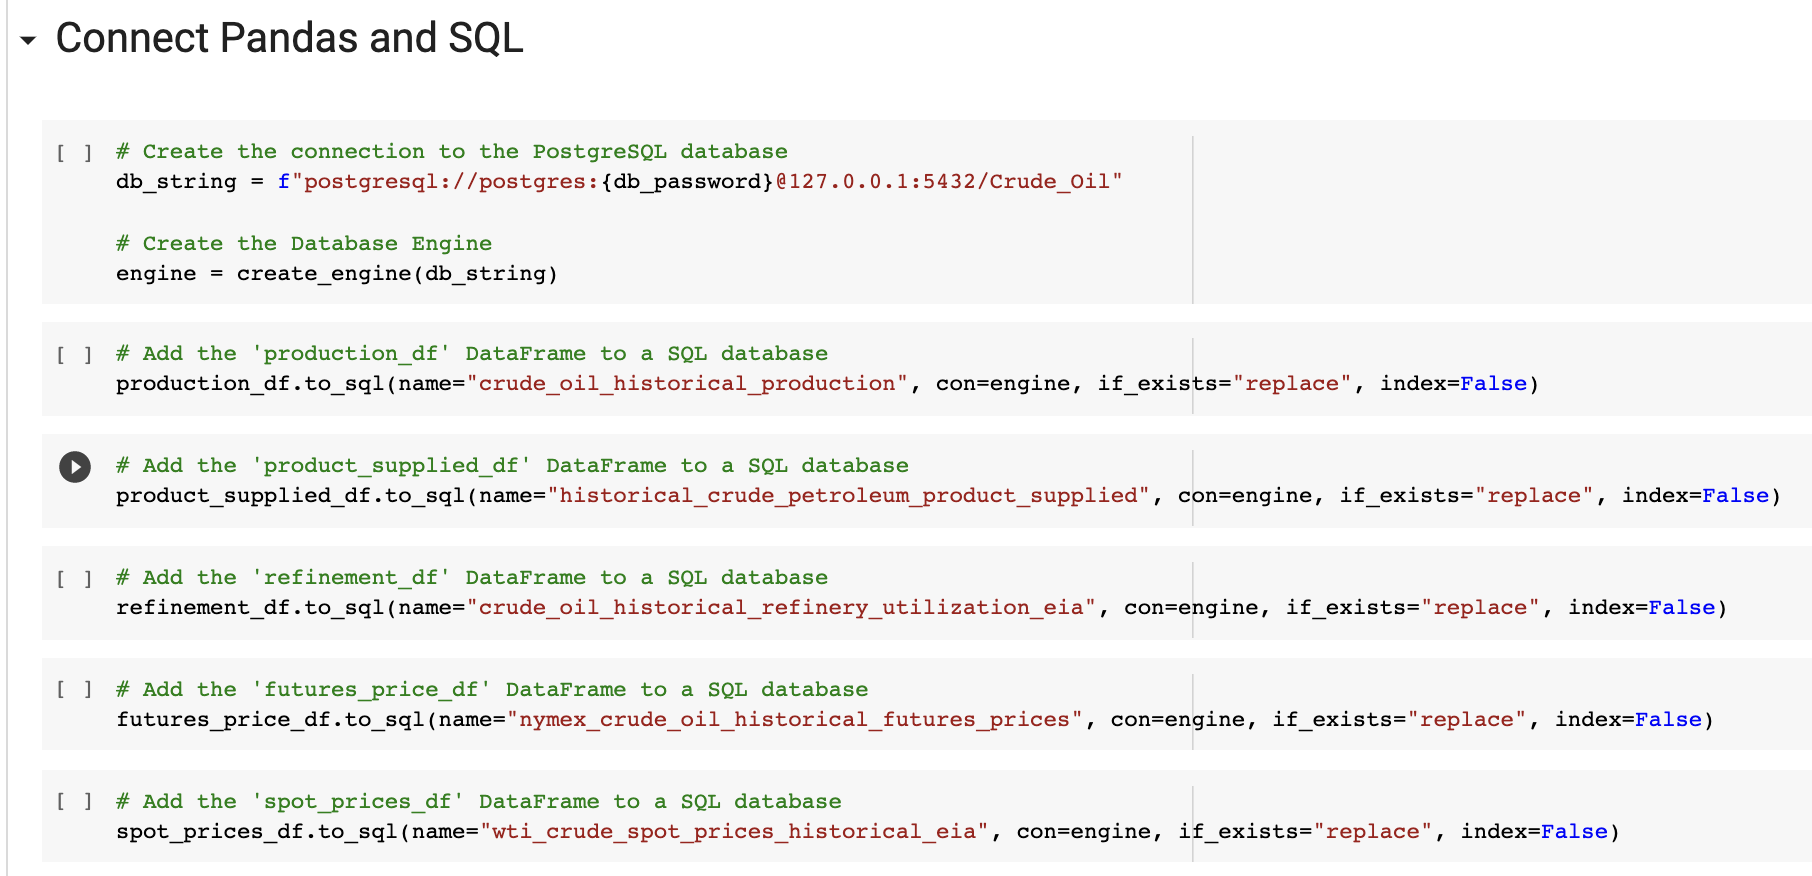 Connect Pandas and SQL
[ ] # Create the connection to the PostgreSQL database
db_string = f"postgresql://postgres:{db_password}@127.0.0.1:5432/Crude_Oil"
# Create the Database Engine
engine = create_engine(db_string)
[ ] # Add the 'production_df' DataFrame to a SQL database
production_df.to_sql(name="crude_oil_historical_production", con=engine, if_exists="replace", index=False)
# Add the 'product_supplied_df' DataFrame to a SQL database
product_supplied_df.to_sql(name="historical_crude_petroleum_product_supplied", con=engine, if_exists="replace", index=False)
[ ] # Add the 'refinement_df' DataFrame to a SQL database
refinement_df.to_sql(name="crude_oil_historical_refinery_utilization_eia", con=engine, if_exists="replace", index=False)
[ ] # Add the 'futures_price_df' DataFrame to a SQL database
futures_price_df.to_sql(name="nymex_crude_oil_historical_futures_prices", con=engine, if_exists="replace", index=False)
[ ] # Add the 'spot_prices_df' DataFrame to a SQL database
spot_prices_df.to_sql(name="wti_crude_spot_prices_historical_eia", con=engine, if_exists="replace", index=False)